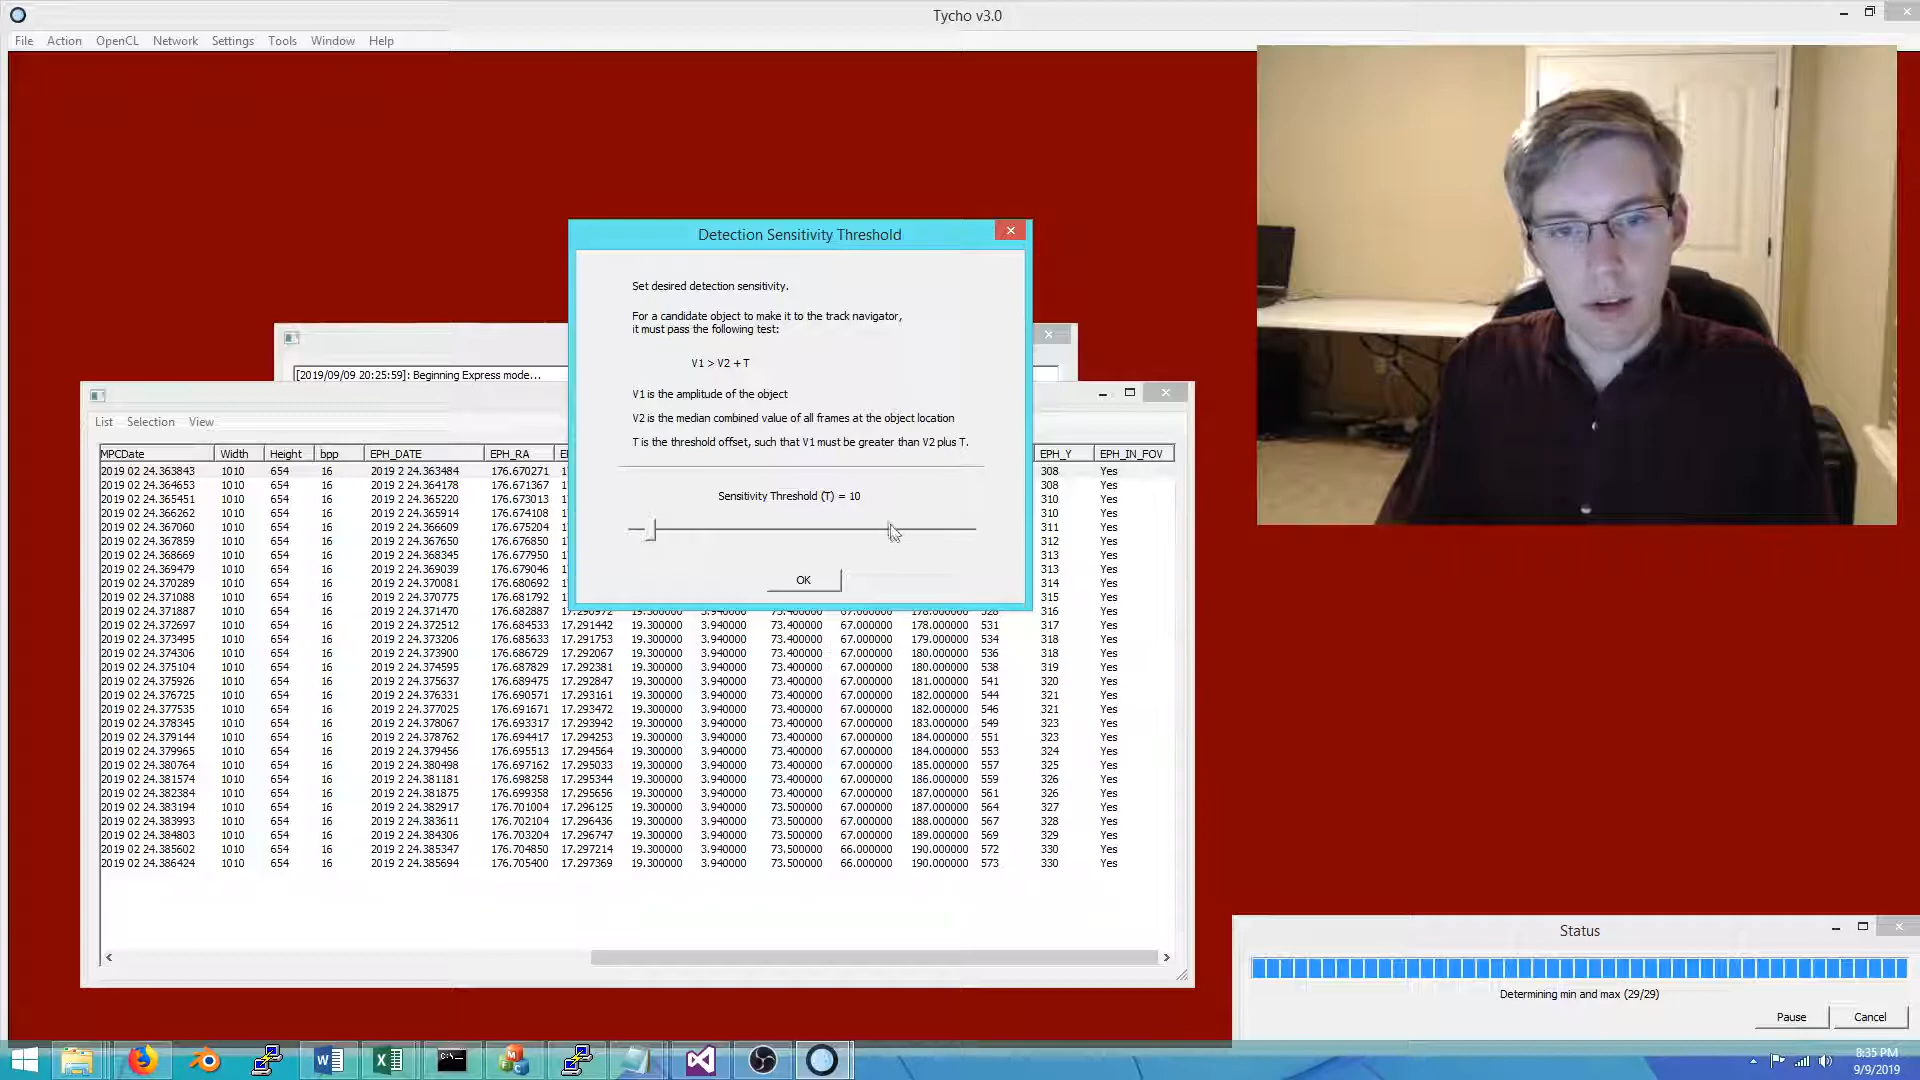 Tycho v3.0
File Action OpenCL Network Settings Tools Window Help
Detection Sensitivity Threshold
Set desired detection sensitivity.
For a candidate object to make it to the track navigator,
it must pass the following test:
V1 > V2 + T
V1 is the amplitude of the object
V2 is the median combined value of all frames at the object location
T is the threshold offset, such that V1 must be greater than V2 plus T.
Sensitivity Threshold (T) = 10
OK
[2019/09/09 20:25:59]: Beginning Express mode...
List Selection View
MPCDate Width Height bpp EPH_DATE EPH_RA EPH_Y EPH_IN_FOV
2019 02 24.363843 1010 654 16 2019 2 24.363484 176.670271 308 Yes
2019 02 24.364653 1010 654 16 2019 2 24.364178 176.671367 308 Yes
2019 02 24.365451 1010 654 16 2019 2 24.365220 176.673013 310 Yes
2019 02 24.366262 1010 654 16 2019 2 24.365914 176.674108 310 Yes
2019 02 24.367060 1010 654 16 2019 2 24.366609 176.675204 311 Yes
2019 02 24.367859 1010 654 16 2019 2 24.367650 176.676850 312 Yes
2019 02 24.368669 1010 654 16 2019 2 24.368345 176.677950 313 Yes
2019 02 24.369479 1010 654 16 2019 2 24.369039 176.679046 313 Yes
2019 02 24.370289 1010 654 16 2019 2 24.370081 176.680692 314 Yes
2019 02 24.371088 1010 654 16 2019 2 24.370775 176.681792 315 Yes
2019 02 24.371887 1010 654 16 2019 2 24.371470 176.682887 316 Yes
2019 02 24.372697 1010 654 16 2019 2 24.372512 176.684533 17.291442 19.300000 3.940000 73.400000 67.000000 178.000000 531 317 Yes
2019 02 24.373495 1010 654 16 2019 2 24.373206 176.685633 17.291753 19.300000 3.940000 73.400000 67.000000 179.000000 534 318 Yes
2019 02 24.374306 1010 654 16 2019 2 24.373900 176.686729 17.292067 19.300000 3.940000 73.400000 67.000000 180.000000 536 318 Yes
2019 02 24.375104 1010 654 16 2019 2 24.374595 176.687829 17.292381 19.300000 3.940000 73.400000 67.000000 180.000000 538 319 Yes
2019 02 24.375926 1010 654 16 2019 2 24.375637 176.689475 17.292847 19.300000 3.940000 73.400000 67.000000 181.000000 541 320 Yes
2019 02 24.376725 1010 654 16 2019 2 24.376331 176.690571 17.293161 19.300000 3.940000 73.400000 67.000000 182.000000 544 321 Yes
2019 02 24.377535 1010 654 16 2019 2 24.377025 176.691671 17.293472 19.300000 3.940000 73.400000 67.000000 182.000000 546 321 Yes
2019 02 24.378345 1010 654 16 2019 2 24.378067 176.693317 17.293942 19.300000 3.940000 73.400000 67.000000 183.000000 549 323 Yes
2019 02 24.379144 1010 654 16 2019 2 24.378762 176.694417 17.294253 19.300000 3.940000 73.400000 67.000000 184.000000 551 323 Yes
2019 02 24.379965 1010 654 16 2019 2 24.379456 176.695513 17.294564 19.300000 3.940000 73.400000 67.000000 184.000000 553 324 Yes
2019 02 24.380764 1010 654 16 2019 2 24.380498 176.697162 17.295033 19.300000 3.940000 73.400000 67.000000 185.000000 557 325 Yes
2019 02 24.381574 1010 654 16 2019 2 24.381181 176.698258 17.295344 19.300000 3.940000 73.400000 67.000000 186.000000 559 326 Yes
2019 02 24.382384 1010 654 16 2019 2 24.381875 176.699358 17.295656 19.300000 3.940000 73.400000 67.000000 187.000000 561 326 Yes
2019 02 24.383194 1010 654 16 2019 2 24.382917 176.701004 17.296125 19.300000 3.940000 73.500000 67.000000 187.000000 564 327 Yes
2019 02 24.383993 1010 654 16 2019 2 24.383611 176.702104 17.296436 19.300000 3.940000 73.500000 67.000000 188.000000 567 328 Yes
2019 02 24.384803 1010 654 16 2019 2 24.384306 176.703204 17.296747 19.300000 3.940000 73.500000 67.000000 189.000000 569 329 Yes
2019 02 24.385602 1010 654 16 2019 2 24.385347 176.704850 17.297214 19.300000 3.940000 73.500000 66.000000 190.000000 572 330 Yes
2019 02 24.386424 1010 654 16 2019 2 24.385694 176.705400 17.297369 19.300000 3.940000 73.500000 66.000000 190.000000 573 330 Yes
Status
Determining min and max (29/29)
Pause Cancel
8:35 PM
9/9/2019